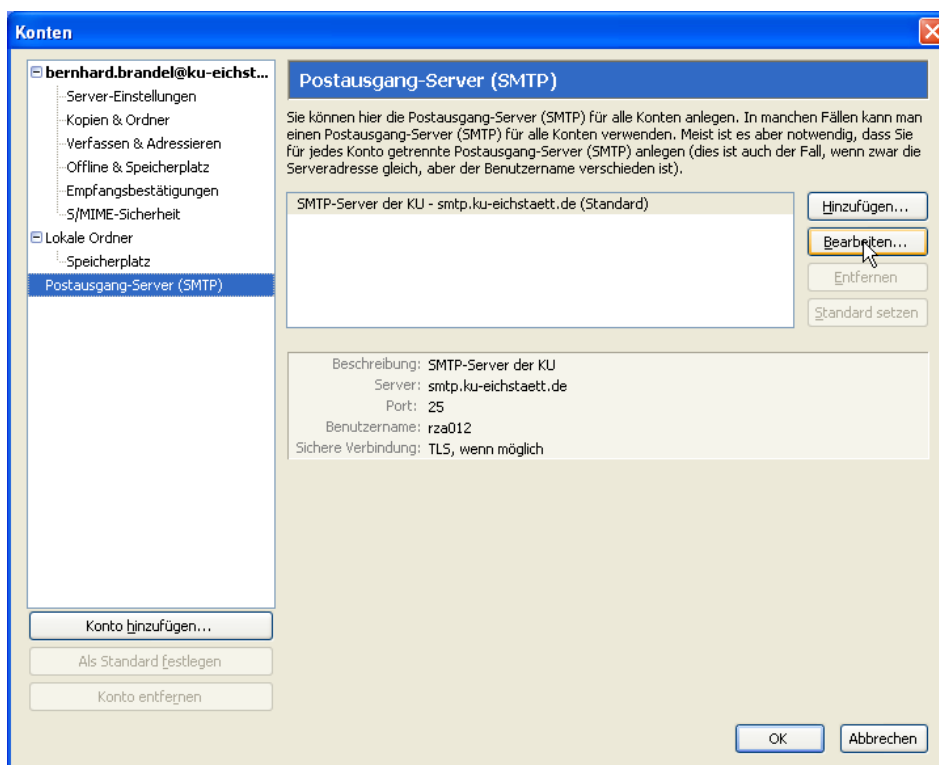 Konten
bernhard.brandel@ku-eichst...
Server-Einstellungen
Kopien & Ordner
Verfassen & Adressieren
Offline & Speicherplatz
Empfangsbestätigungen
S/MIME-Sicherheit
Lokale Ordner
Speicherplatz
Postausgang-Server (SMTP)
Konto hinzufügen...
Als Standard festlegen
Konto entfernen
Postausgang-Server (SMTP)
Sie können hier die Postausgang-Server (SMTP) für alle Konten anlegen. In manchen Fällen kann man
einen Postausgang-Server (SMTP) für alle Konten verwenden. Meist ist es aber notwendig, dass Sie
für jedes Konto getrennte Postausgang-Server (SMTP) anlegen (dies ist auch der Fall, wenn zwar die
Serveradresse gleich, aber der Benutzername verschieden ist).
SMTP-Server der KU - smtp.ku-eichstaett.de (Standard)
Hinzufügen...
Bearbeiten...
Entfernen
Standard setzen
Beschreibung: SMTP-Server der KU
Server: smtp.ku-eichstaett.de
Port: 25
Benutzername: rza012
Sichere Verbindung: TLS, wenn möglich
OK
Abbrechen